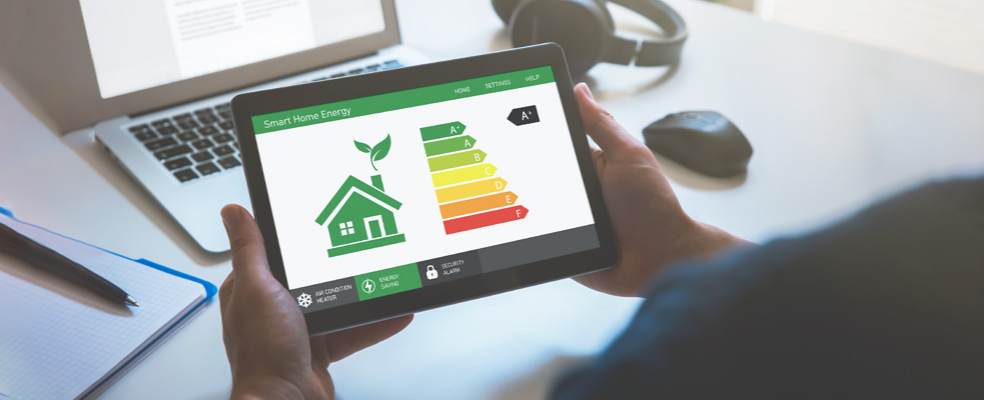 Smart Home Energy
HOME SETTINGS HELP
A+
A+
A
B
C
D
E
F
AIR CONDITION
HEATER
ENERGY
SAVING
SECURITY
ALARM